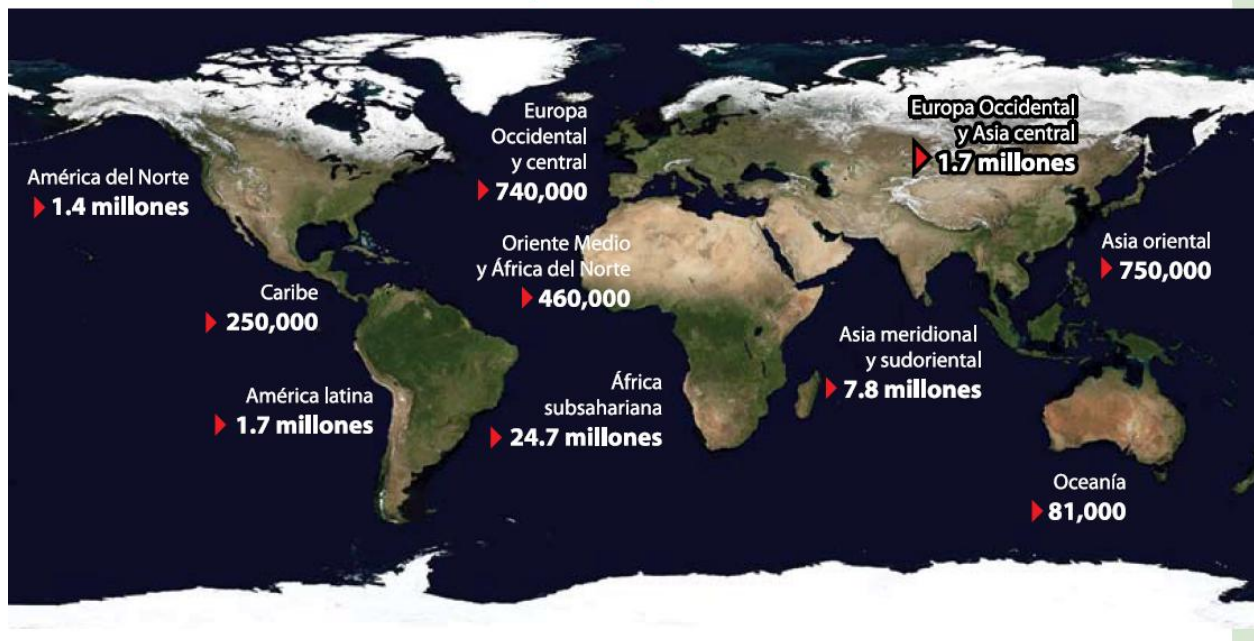 América del Norte
1.4 millones
Europa
Occidental
y central
740,000
Europa Occidental
y Asia central
1.7 millones
Oriente Medio
y África del Norte
460,000
Asia oriental
750,000
Caribe
250,000
Asia meridional
y sudoriental
7.8 millones
América latina
1.7 millones
África
subsahariana
24.7 millones
Oceanía
81,000